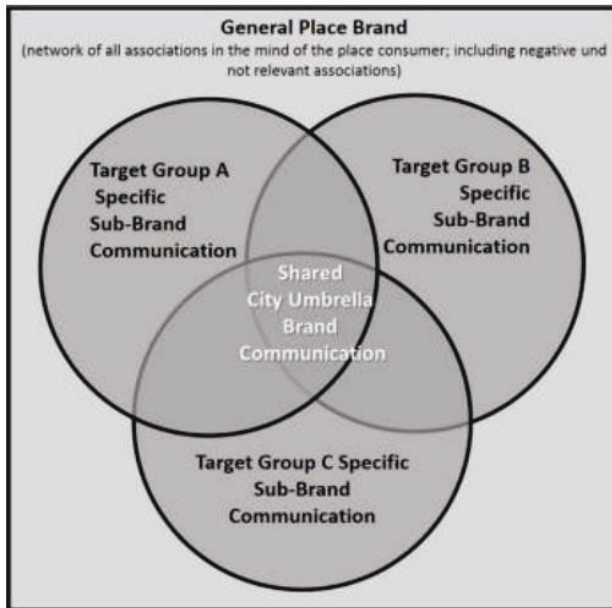 General Place Brand
(network of all associations in the mind of the place consumer; including negative und
not relevant associations)
Target Group A
Specific
Sub-Brand
Communication
Target Group B
Specific
Sub-Brand
Communication
Shared
City Umbrella
Brand
Communication
Target Group C Specific
Sub-Brand
Communication